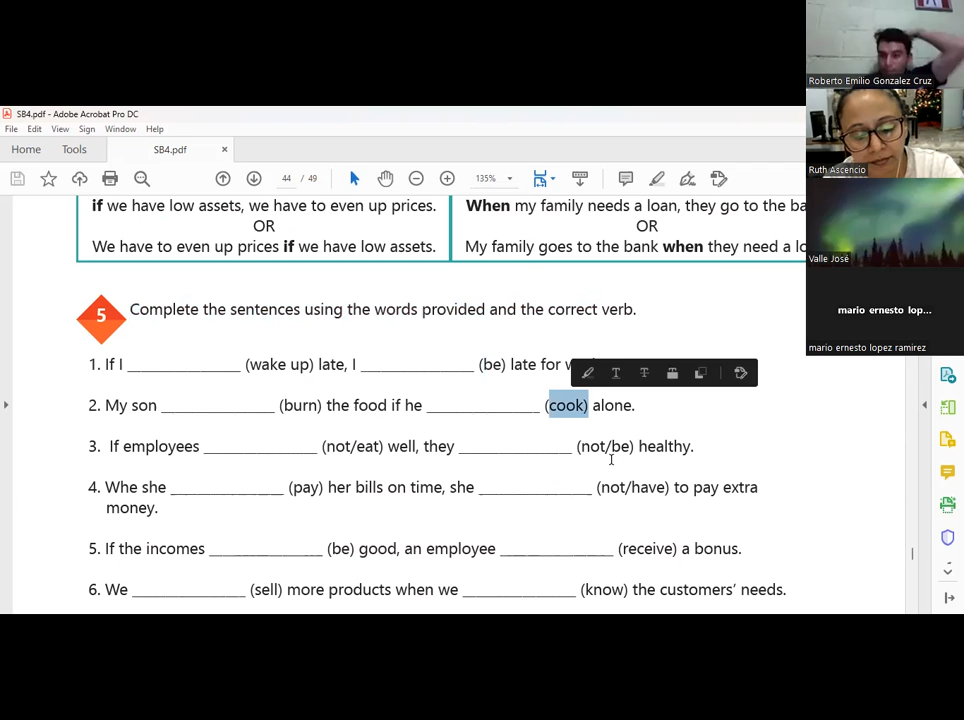 SB4.pdf - Adobe Acrobat Pro DC
File Edit View Sign Window Help
Home Tools SB4.pdf ×
44 / 49 135%
if we have low assets, we have to even up prices.
OR
We have to even up prices if we have low assets.
When my family needs a loan, they go to the
OR
My family goes to the bank when they need a
5 Complete the sentences using the words provided and the correct verb.
1. If I ______________ (wake up) late, I ______________ (be) late for
2. My son ______________ (burn) the food if he ______________ (cook) alone.
3. If employees ______________ (not/eat) well, they ______________ (not/be) healthy.
4. Whe she ______________ (pay) her bills on time, she ______________ (not/have) to pay extra
money.
5. If the incomes ______________ (be) good, an employee ______________ (receive) a bonus.
6. We ______________ (sell) more products when we ______________ (know) the customers' needs.
Roberto Emilio Gonzalez Cruz
Ruth Ascencio
Valle José
mario ernesto lop...
mario ernesto lopez ramirez